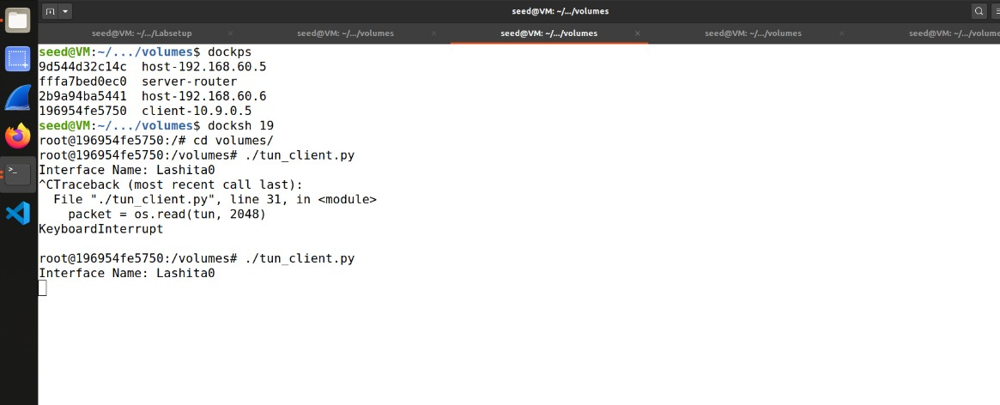 seed@VM: ~/.../volumes
seed@VM: ~/.../Labsetup
seed@VM: ~/.../volumes
seed@VM: ~/.../volumes
seed@VM: ~/.../volumes
seed@VM: ~/.../volume
seed@VM:~/.../volumes$ dockps
9d544d32c14c  host-192.168.60.5
fffa7bed0ec0  server-router
2b9a94ba5441  host-192.168.60.6
196954fe5750  client-10.9.0.5
seed@VM:~/.../volumes$ docksh 19
root@196954fe5750:/# cd volumes/
root@196954fe5750:/volumes# ./tun_client.py
Interface Name: Lashita0
^CTraceback (most recent call last):
  File "./tun_client.py", line 31, in <module>
    packet = os.read(tun, 2048)
KeyboardInterrupt

root@196954fe5750:/volumes# ./tun_client.py
Interface Name: Lashita0